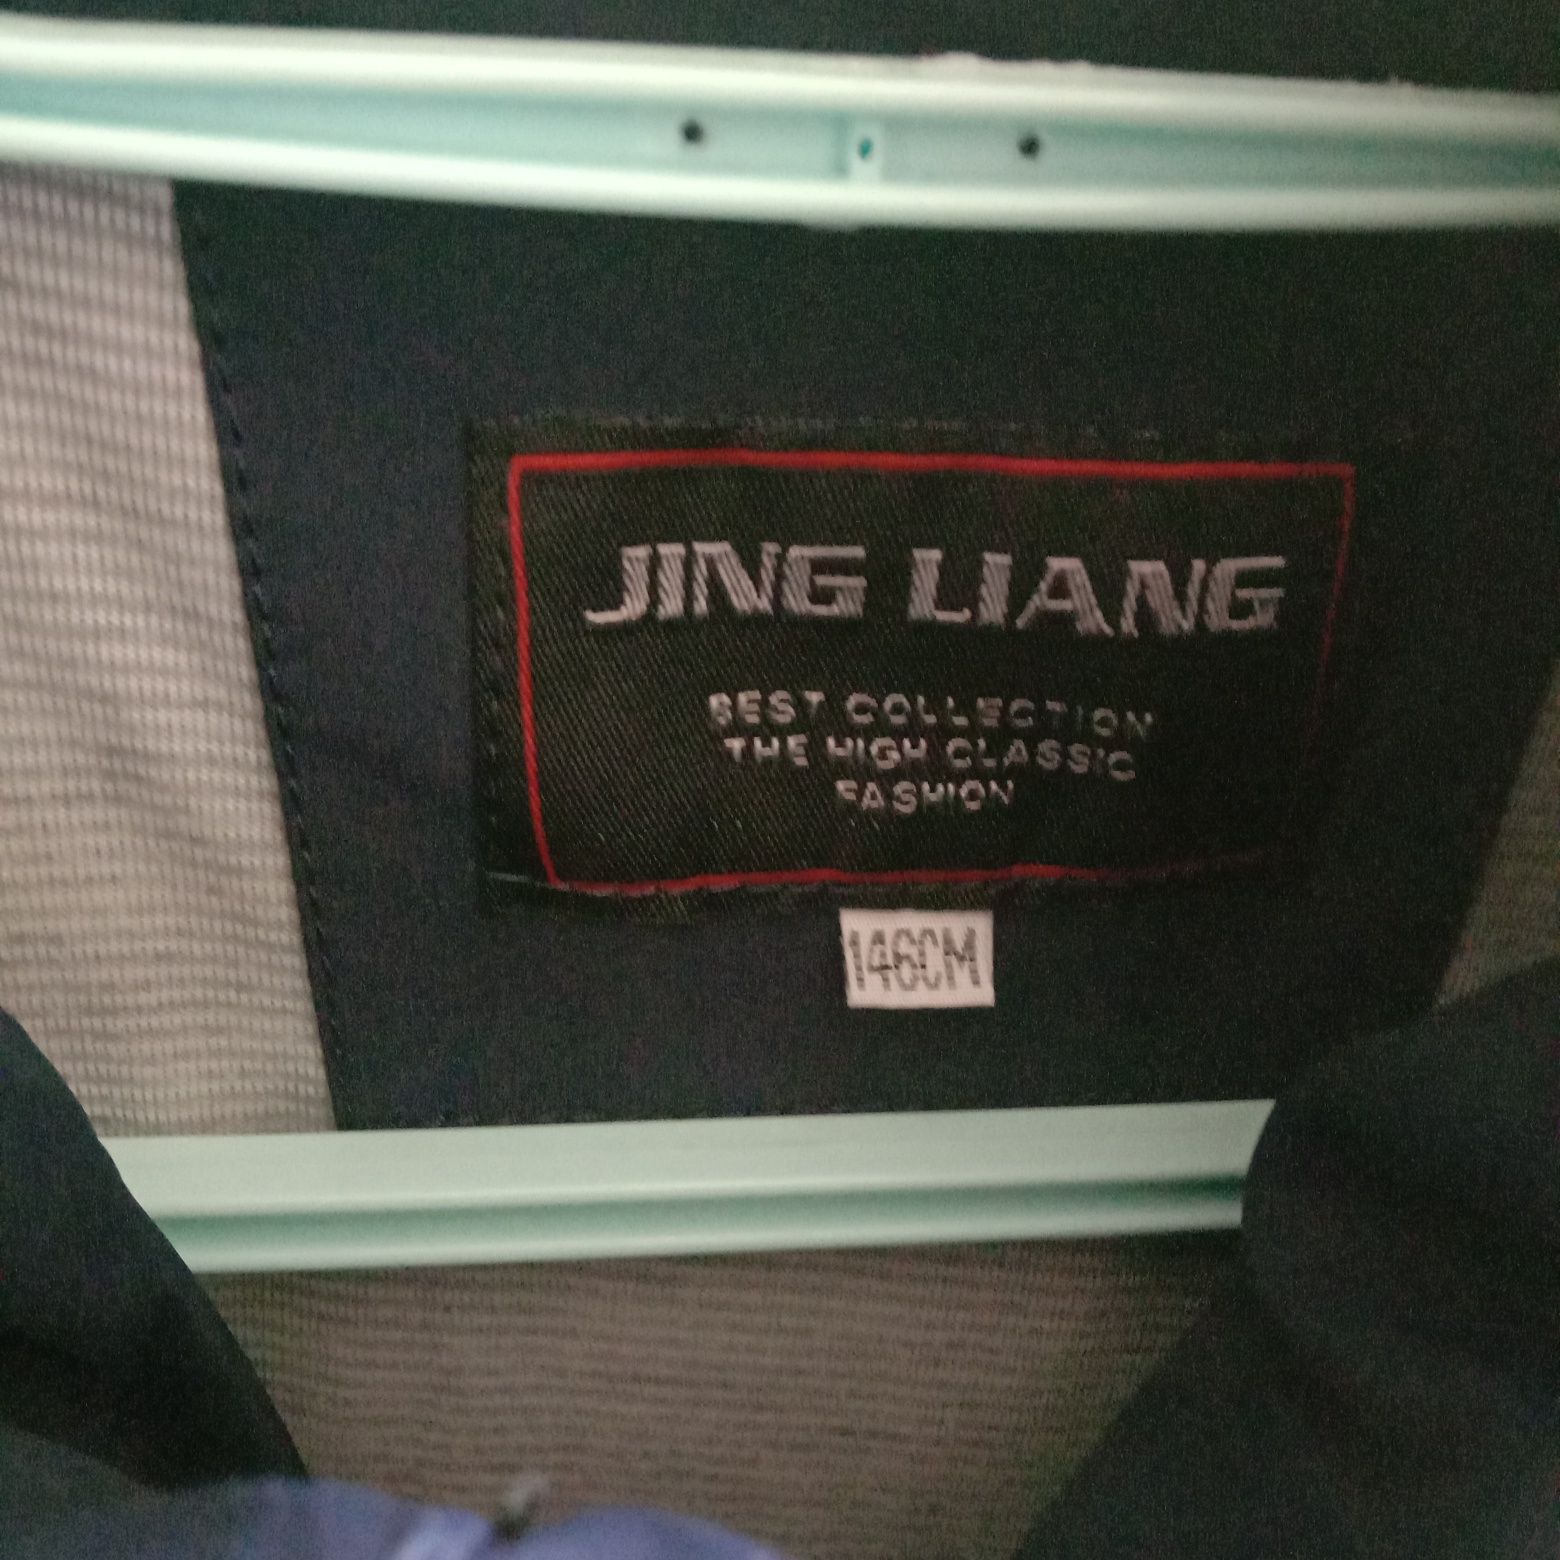 JING LIANG
BEST COLLECTION
THE HIGH CLASSIC
FASHION
146CM